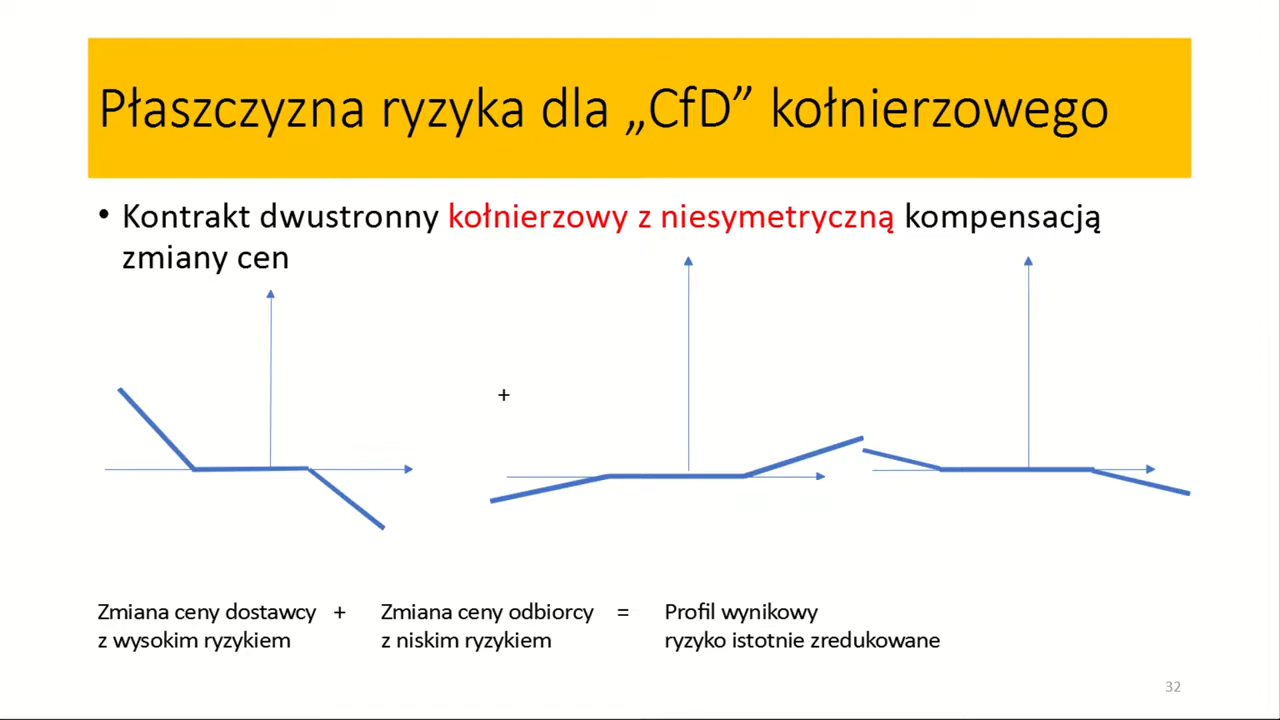 Płaszczyzna ryzyka dla „CfD” kołnierzowego
• Kontrakt dwustronny kołnierzowy z niesymetryczną kompensacją
zmiany cen
+
Zmiana ceny dostawcy + Zmiana ceny odbiorcy = Profil wynikowy
z wysokim ryzykiem z niskim ryzykiem ryzyko istotnie zredukowane
32